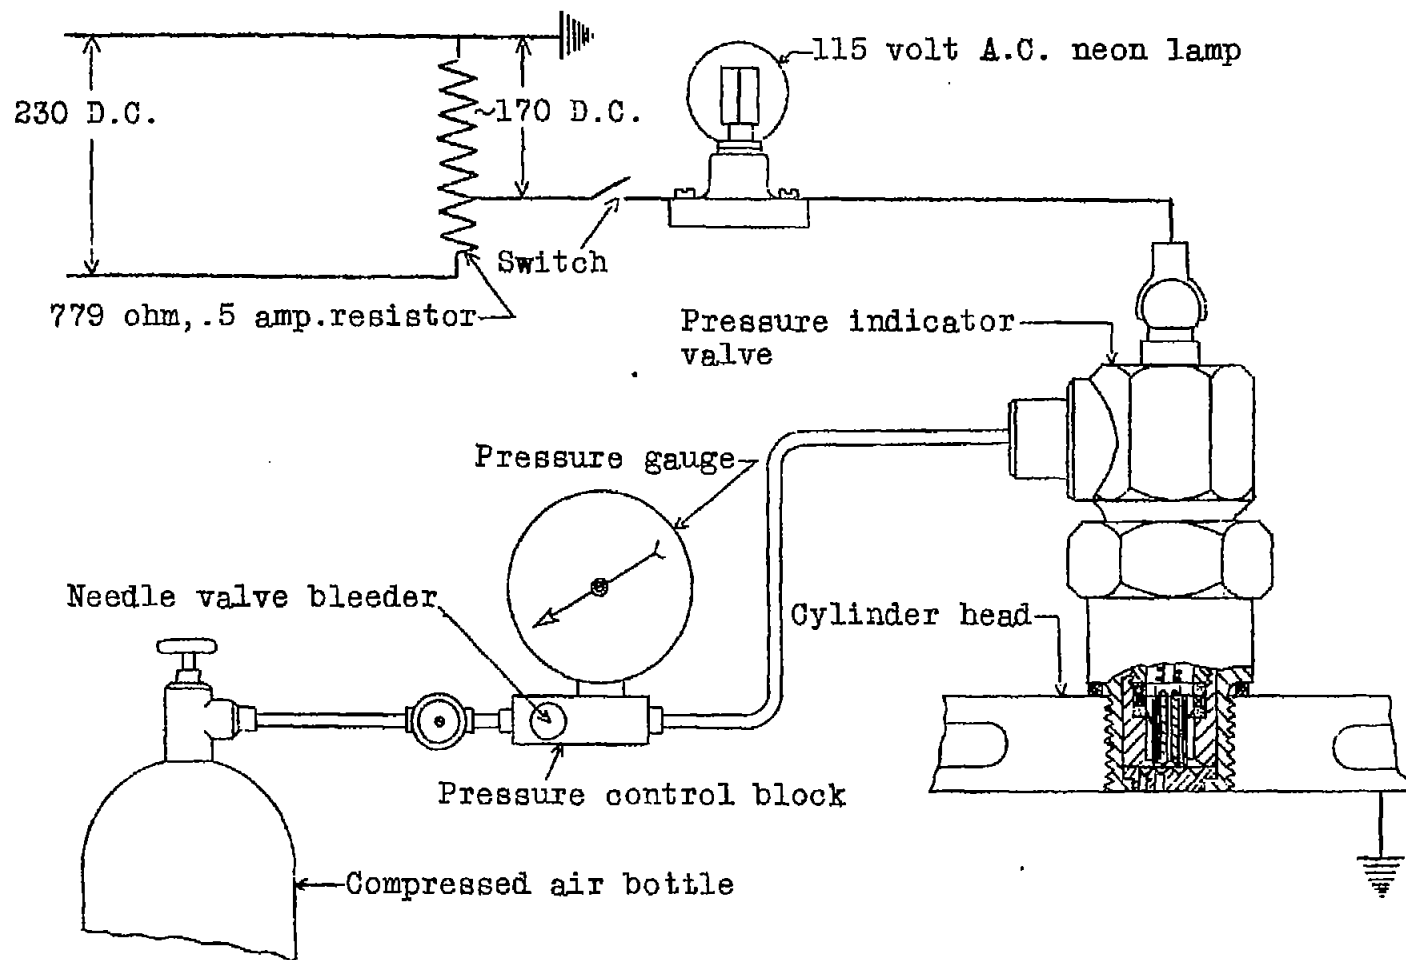 115 volt A.C. neon lamp
230 D.C.
~170 D.C.
Switch
779 ohm, .5 amp.resistor
Pressure indicator
valve
Pressure gauge
Needle valve bleeder
Cylinder head
Pressure control block
Compressed air bottle